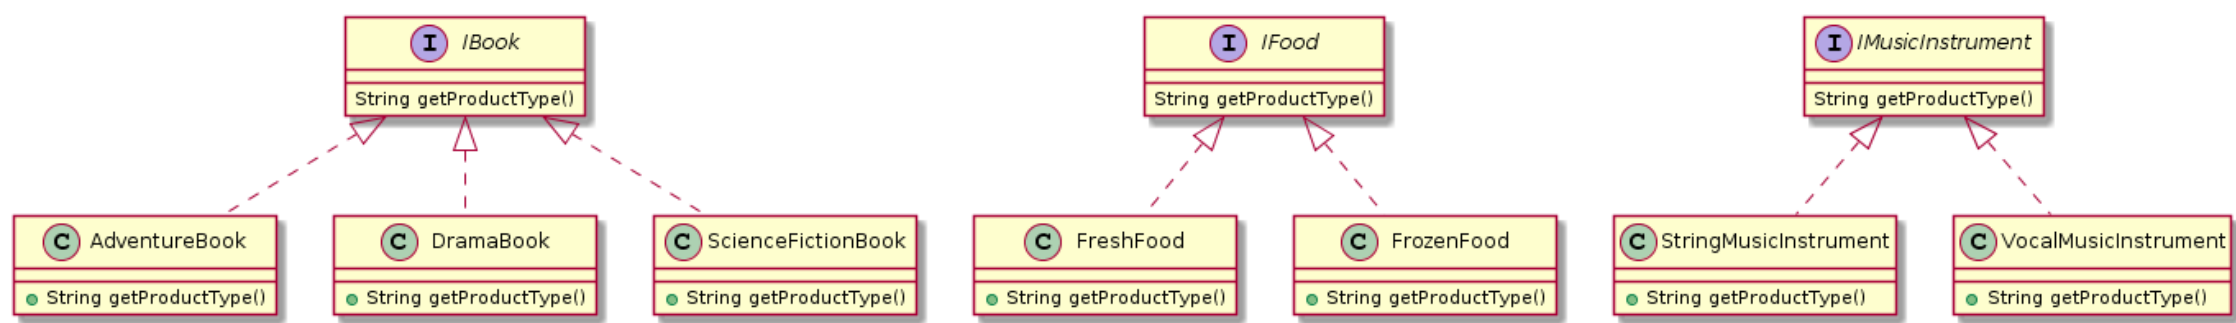 I IBook
String getProductType()
I IFood
String getProductType()
I IMusicInstrument
String getProductType()
C AdventureBook
String getProductType()
C DramaBook
String getProductType()
C ScienceFictionBook
String getProductType()
C FreshFood
String getProductType()
C FrozenFood
String getProductType()
C StringMusicInstrument
String getProductType()
C VocalMusicInstrument
String getProductType()